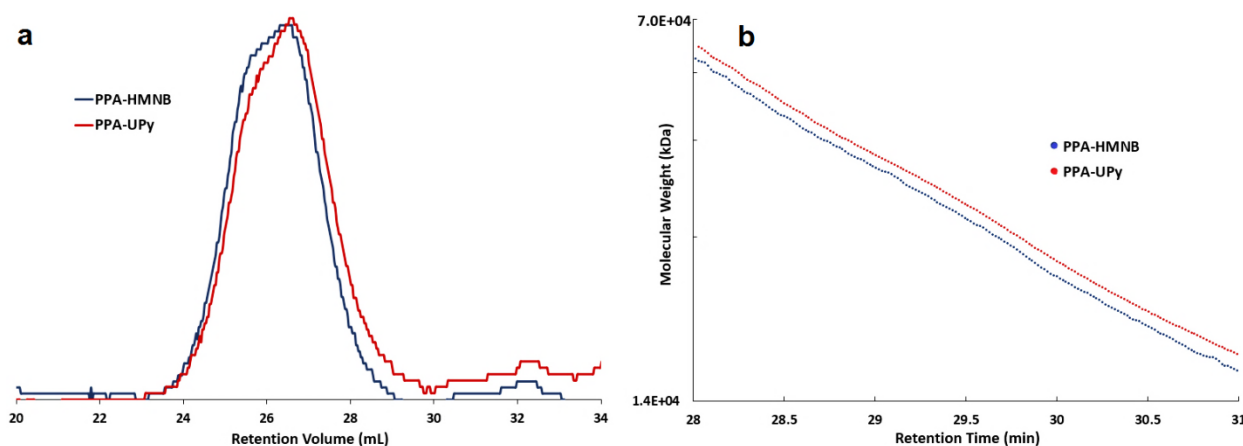 a
PPA-HMNB
PPA-UPy
20 22 24 26 28 30 32 34
Retention Volume (mL)
b
7.0E+04
Molecular Weight (kDa)
1.4E+04
PPA-HMNB
PPA-UPy
28 28.5 29 29.5 30 30.5 31
Retention Time (min)